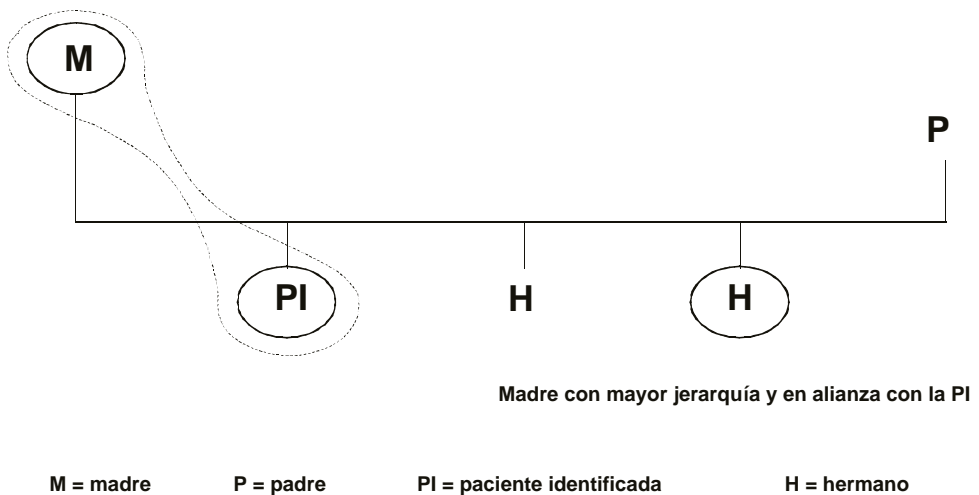 M
P
PI
H
H
Madre con mayor jerarquía y en alianza con la PI
M = madre P = padre PI = paciente identificada H = hermano